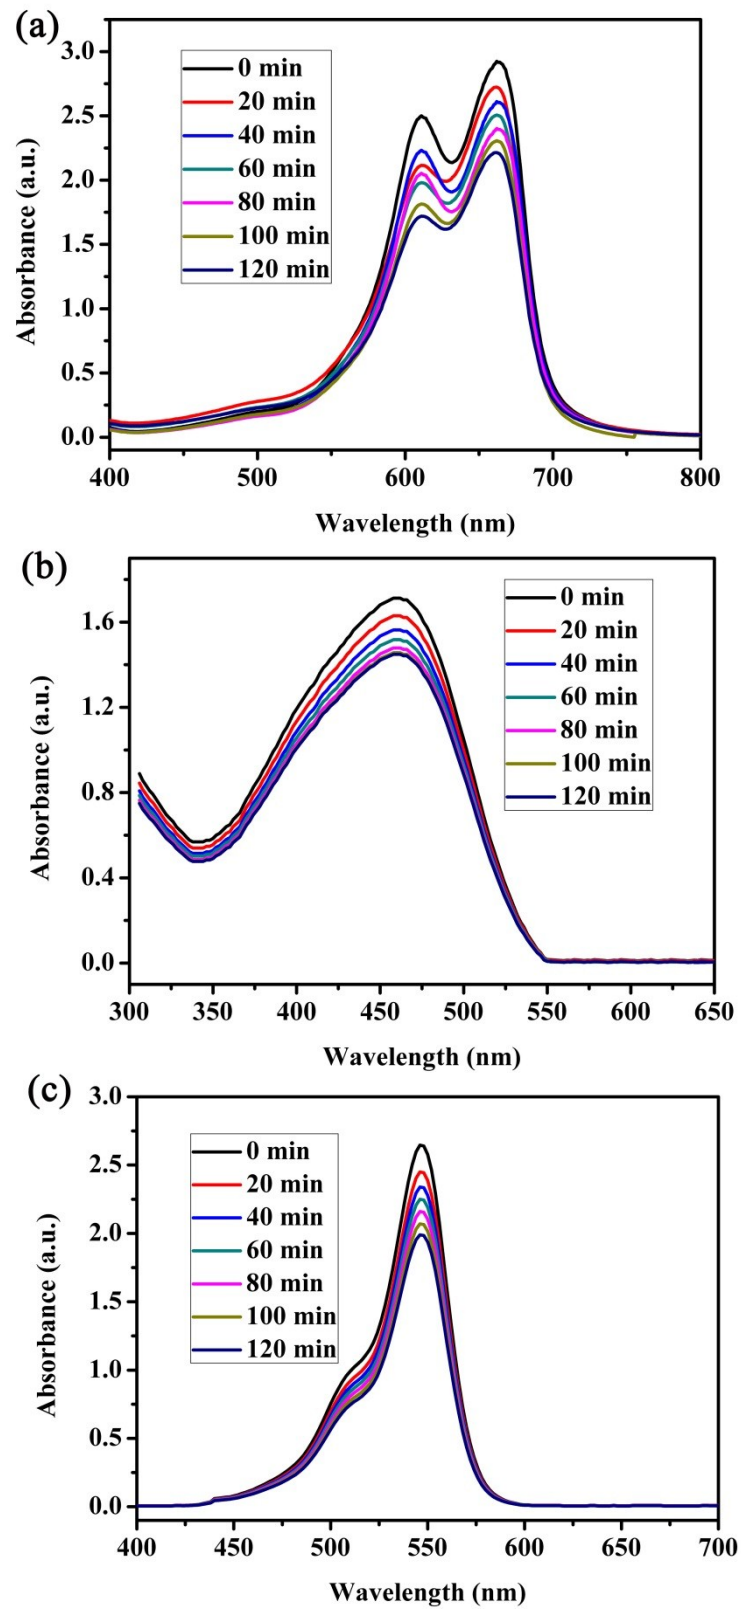 (a)
3.0
2.5
2.0
1.5
1.0
0.5
0.0
Absorbance (a.u.)
0 min
20 min
40 min
60 min
80 min
100 min
120 min
400 500 600 700 800
Wavelength (nm)
(b)
1.6
1.2
0.8
0.4
0.0
Absorbance (a.u.)
0 min
20 min
40 min
60 min
80 min
100 min
120 min
300 350 400 450 500 550 600 650
Wavelength (nm)
(c)
3.0
2.5
2.0
1.5
1.0
0.5
0.0
Absorbance (a.u.)
0 min
20 min
40 min
60 min
80 min
100 min
120 min
400 450 500 550 600 650 700
Wavelength (nm)